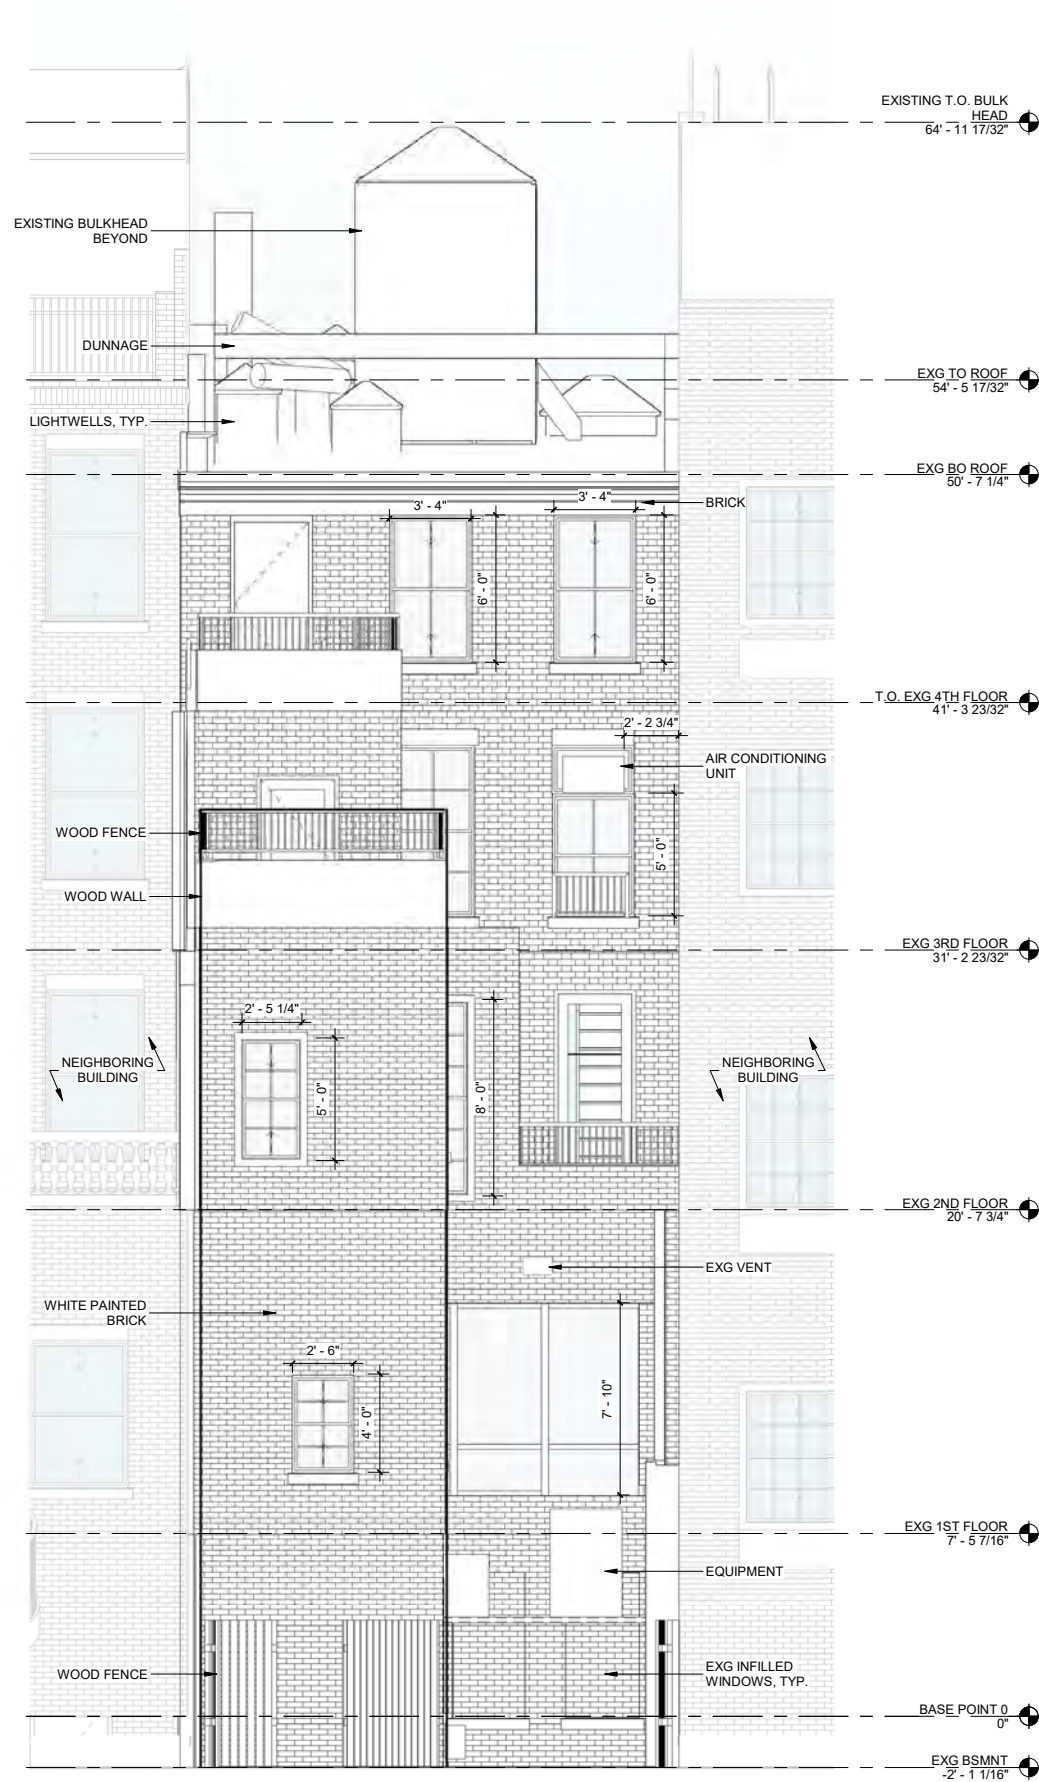 EXISTING T.O. BULK
HEAD
64' - 11 17/32"
EXISTING BULKHEAD
BEYOND
DUNNAGE
EXG TO ROOF
54' - 5 17/32"
LIGHTWELLS, TYP.
EXG BO ROOF
50' - 7 1/4"
3' - 4"
3' - 4"
BRICK
6' - 0"
6' - 0"
T.O. EXG 4TH FLOOR
41' - 3 23/32"
2' - 2 3/4"
AIR CONDITIONING
UNIT
WOOD FENCE
5' - 0"
WOOD WALL
EXG 3RD FLOOR
31' - 2 23/32"
2' - 5 1/4"
NEIGHBORING
BUILDING
5' - 0"
8' - 0"
NEIGHBORING
BUILDING
EXG 2ND FLOOR
20' - 7 3/4"
EXG VENT
WHITE PAINTED
BRICK
2' - 6"
4' - 0"
7' - 10"
EXG 1ST FLOOR
7' - 5 7/16"
EQUIPMENT
WOOD FENCE
EXG INFILLED
WINDOWS, TYP.
BASE POINT 0
0"
EXG BSMNT
-2' - 1 1/16"